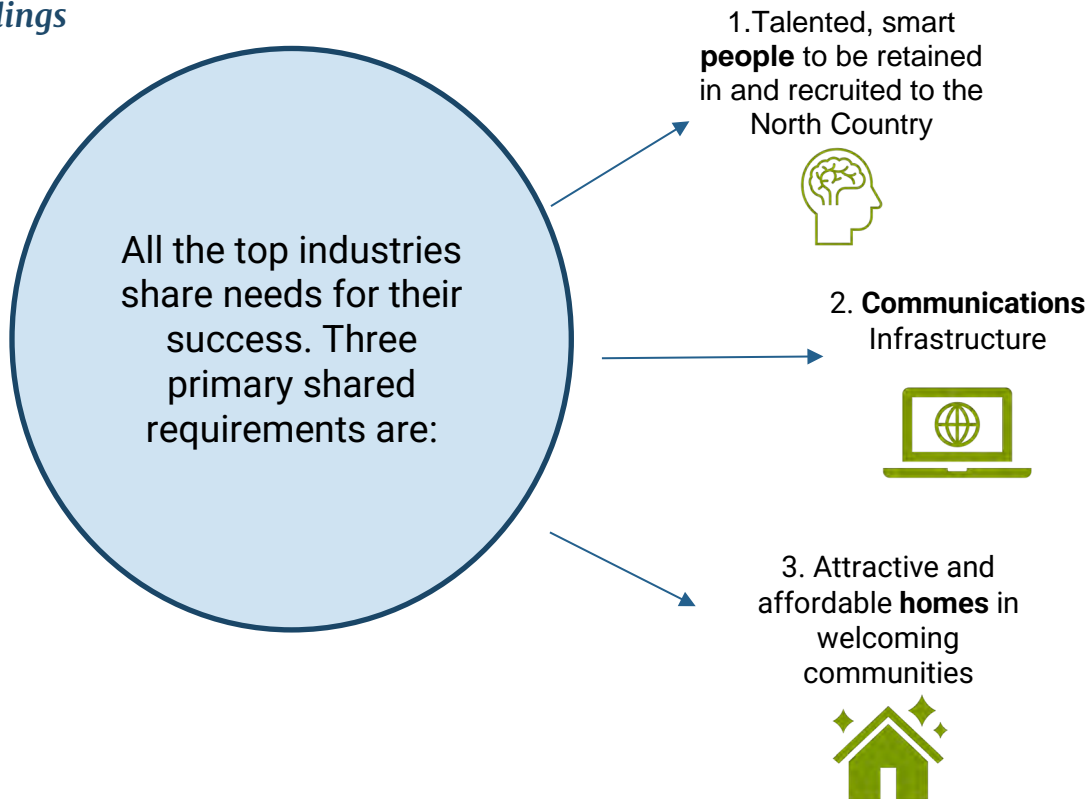 lings
All the top industries
share needs for their
success. Three
primary shared
requirements are:
1.Talented, smart
people to be retained
in and recruited to the
North Country
2. Communications
Infrastructure
3. Attractive and
affordable homes in
welcoming
communities